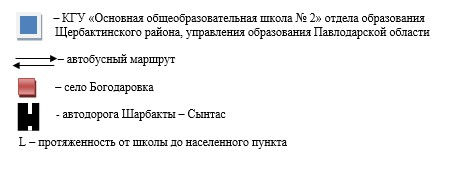 – КГУ «Основная общеобразовательная школа № 2» отдела образования
Щербактинского района, управления образования Павлодарской области
– автобусный маршрут
– село Богодаровка
- автодорога Шарбакты – Сынтас
L – протяженность от школы до населенного пункта